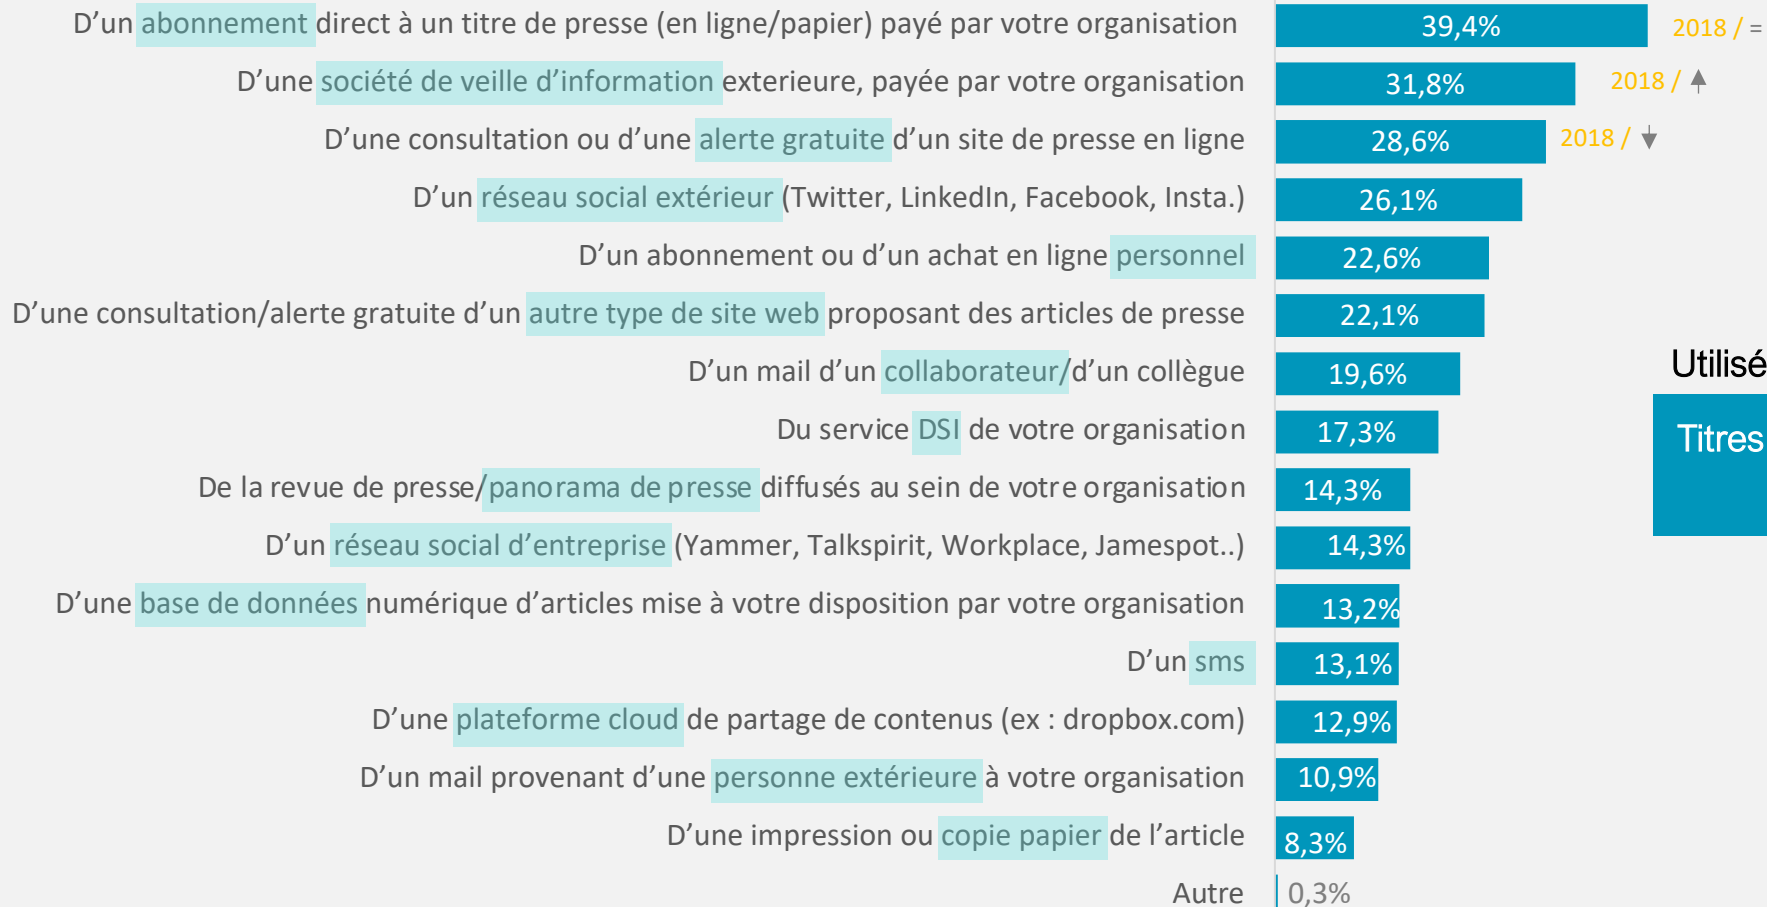 D’un abonnement direct à un titre de presse (en ligne/papier) payé par votre organisation 39,4% 2018 / =
D’une société de veille d’information exterieure, payée par votre organisation 31,8% 2018 /
D’une consultation ou d’une alerte gratuite d’un site de presse en ligne 28,6% 2018 /
D’un réseau social extérieur (Twitter, LinkedIn, Facebook, Insta.) 26,1%
D’un abonnement ou d’un achat en ligne personnel 22,6%
D’une consultation/alerte gratuite d’un autre type de site web proposant des articles de presse 22,1%
D’un mail d’un collaborateur/d’un collègue 19,6%
Utilisé
Du service DSI de votre organisation 17,3%
Titres
De la revue de presse/panorama de presse diffusés au sein de votre organisation 14,3%
D’un réseau social d’entreprise (Yammer, Talkspirit, Workplace, Jamespot..) 14,3%
D’une base de données numérique d’articles mise à votre disposition par votre organisation 13,2%
D’un sms 13,1%
D’une plateforme cloud de partage de contenus (ex : dropbox.com) 12,9%
D’un mail provenant d’une personne extérieure à votre organisation 10,9%
D’une impression ou copie papier de l’article 8,3%
Autre 0,3%